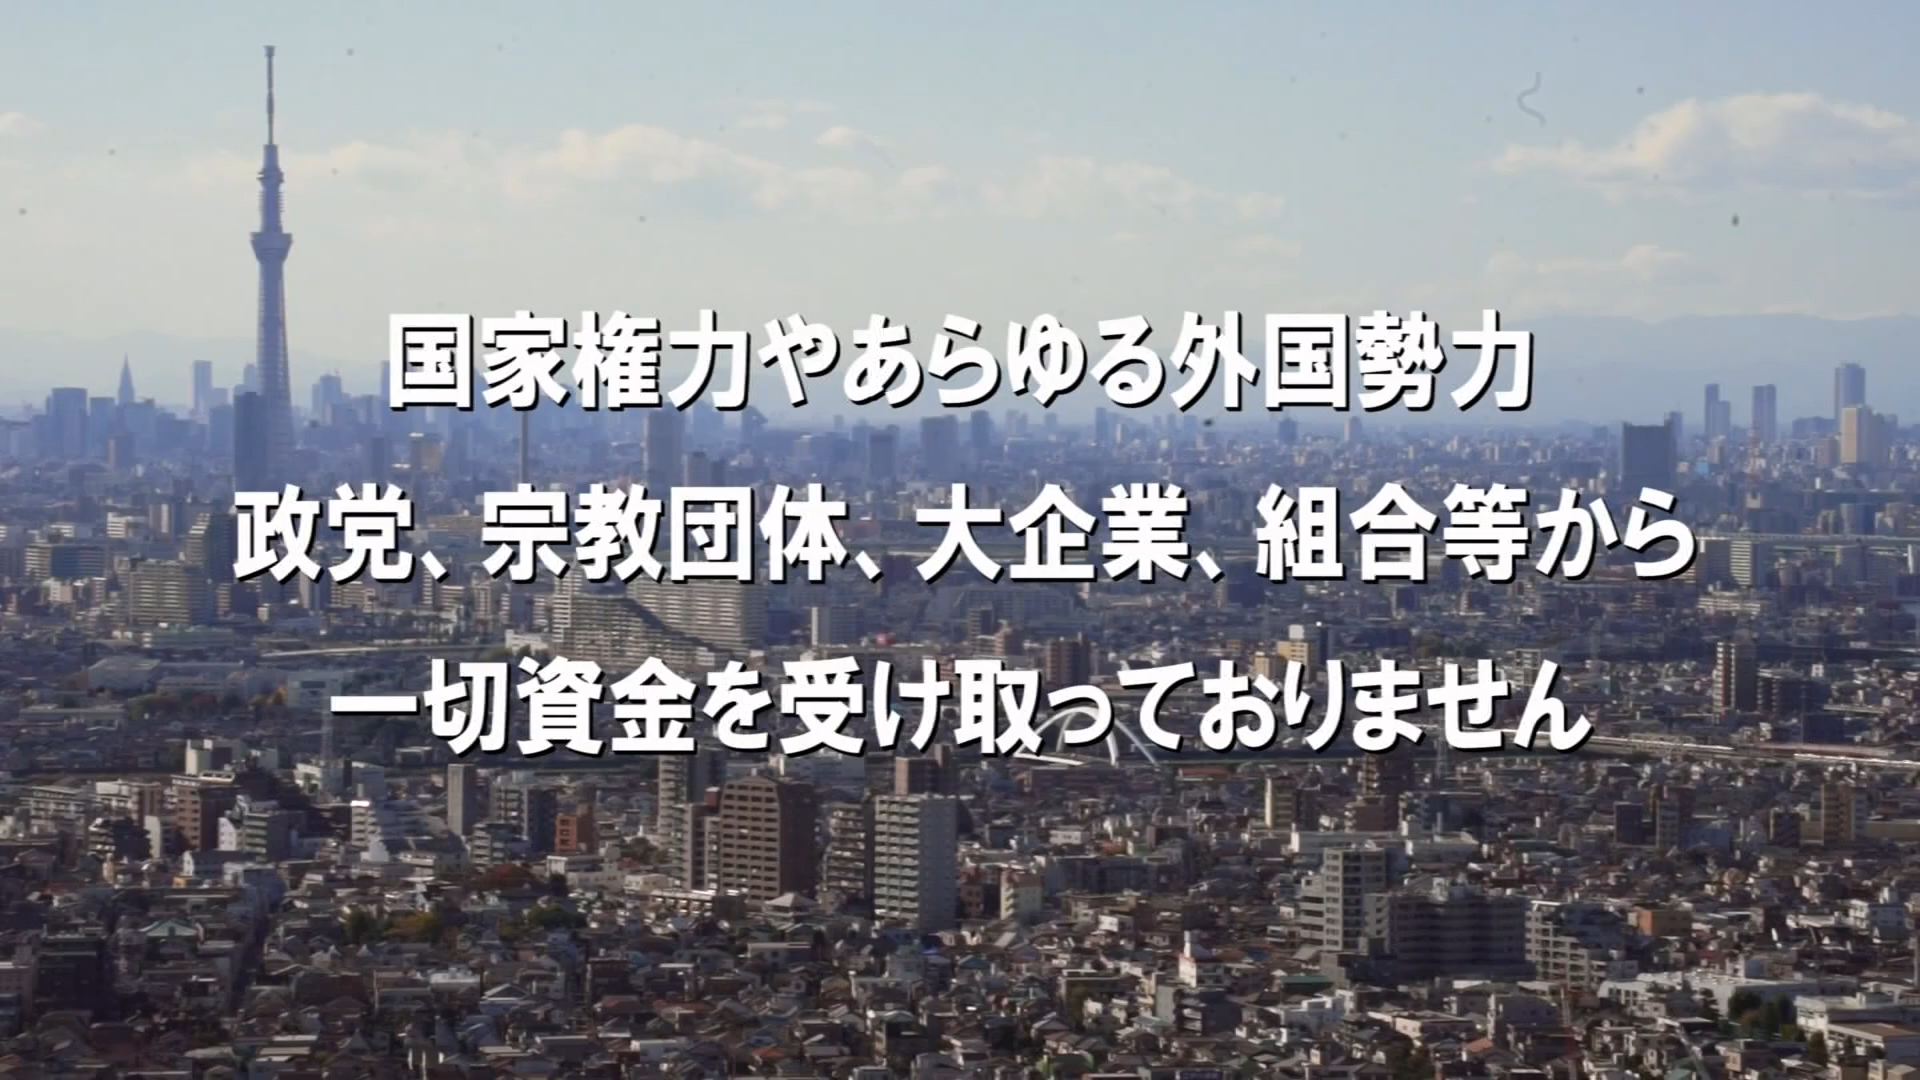 国家権力やあらゆる外国勢力
政党、宗教団体、大企業、組合等から
一切資金を受け取っておりません